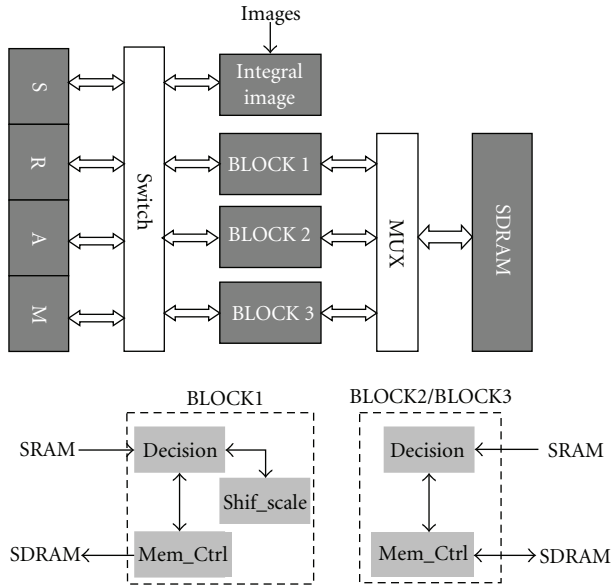 Images
Integral
image
S
R
A
M
Switch
BLOCK 1
BLOCK 2
BLOCK 3
MUX
SDRAM
BLOCK1
SRAM
Decision
Shif_scale
Mem_Ctrl
SDRAM
BLOCK2/BLOCK3
Decision
SRAM
Mem_Ctrl
SDRAM